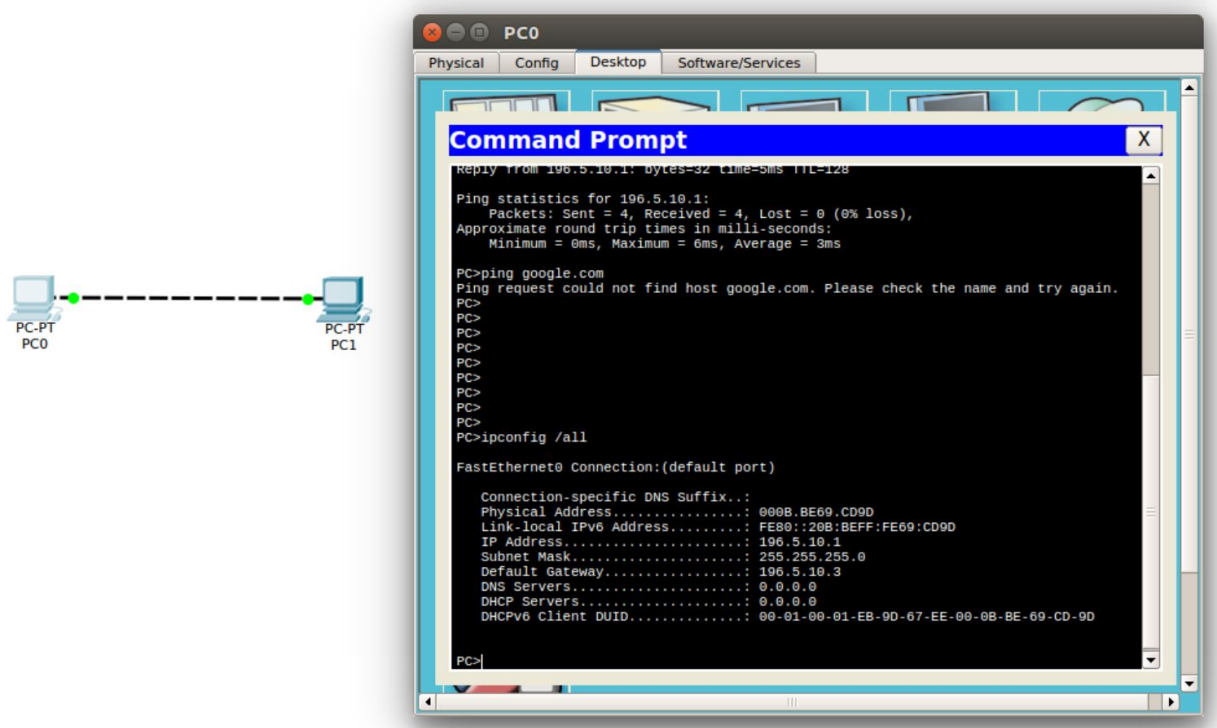 PC0
Physical
Config
Desktop
Software/Services
Command Prompt
X
Reply from 196.5.10.1: bytes=32 time=5ms TTL=128
Ping statistics for 196.5.10.1:
Packets: Sent = 4, Received = 4, Lost = 0 (0% loss),
Approximate round trip times in milli-seconds:
Minimum = 0ms, Maximum = 6ms, Average = 3ms
PC>ping google.com
Ping request could not find host google.com. Please check the name and try again.
PC>
PC>
PC>
PC>
PC>
PC>
PC>
PC>
PC>
PC>ipconfig /all
FastEthernet0 Connection:(default port)
Connection-specific DNS Suffix..:
Physical Address................: 000B.BE69.CD9D
Link-local IPv6 Address.........: FE80::20B:BEFF:FE69:CD9D
IP Address......................: 196.5.10.1
Subnet Mask.....................: 255.255.255.0
Default Gateway.................: 196.5.10.3
DNS Servers.....................: 0.0.0.0
DHCP Servers....................: 0.0.0.0
DHCPv6 Client DUID..............: 00-01-00-01-EB-9D-67-EE-00-0B-BE-69-CD-9D
PC>
PC-PT
PC0
PC-PT
PC1